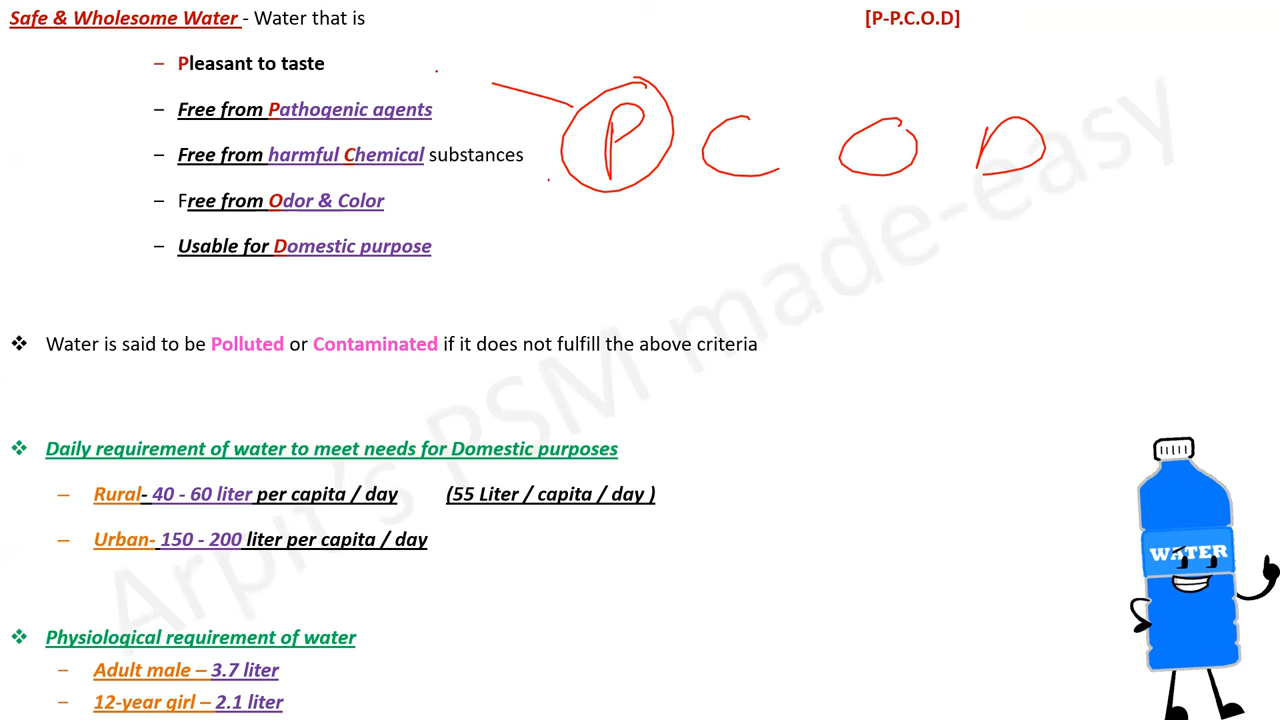 Safe & Wholesome Water - Water that is [P-P.C.O.D]
– Pleasant to taste
– Free from Pathogenic agents
– Free from harmful Chemical substances
– Free from Odor & Color
– Usable for Domestic purpose
P C O D
❖ Water is said to be Polluted or Contaminated if it does not fulfill the above criteria
❖ Daily requirement of water to meet needs for Domestic purposes
– Rural- 40 - 60 liter per capita / day (55 Liter / capita / day )
– Urban- 150 - 200 liter per capita / day
❖ Physiological requirement of water
– Adult male – 3.7 liter
– 12-year girl – 2.1 liter
WATER
Arpit's PSM made-easy